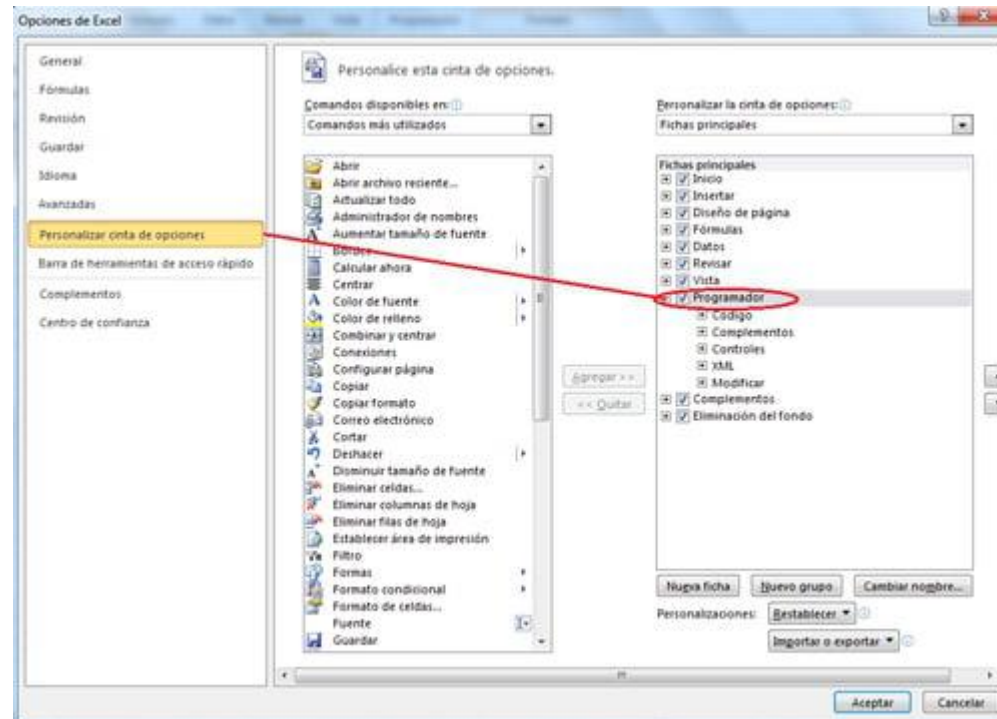 Opciones de Excel
General
Fórmulas
Revisión
Guardar
Idioma
Avanzadas
Personalizar cinta de opciones
Barra de herramientas de acceso rápido
Complementos
Centro de confianza
Personalice esta cinta de opciones.
Comandos disponibles en:
Comandos más utilizados
Abrir
Abrir archivo reciente...
Actualizar todo
Administrador de nombres
Aumentar tamaño de fuente
Bordes
Calcular ahora
Centrar
Color de fuente
Color de relleno
Combinar y centrar
Conexiones
Configurar página
Copiar
Copiar formato
Correo electrónico
Cortar
Deshacer
Disminuir tamaño de fuente
Eliminar celdas...
Eliminar columnas de hoja
Eliminar filas de hoja
Establecer área de impresión
Filtro
Formas
Formato condicional
Formato de celdas...
Fuente
Guardar
Agregar >>
<< Quitar
Personalizar la cinta de opciones:
Fichas principales
Fichas principales
Inicio
Insertar
Diseño de página
Fórmulas
Datos
Revisar
Vista
Programador
Código
Complementos
Controles
XML
Modificar
Complementos
Eliminación del fondo
Nueva ficha Nuevo grupo Cambiar nombre...
Personalizaciones: Restablecer
Importar o exportar
Aceptar Cancelar